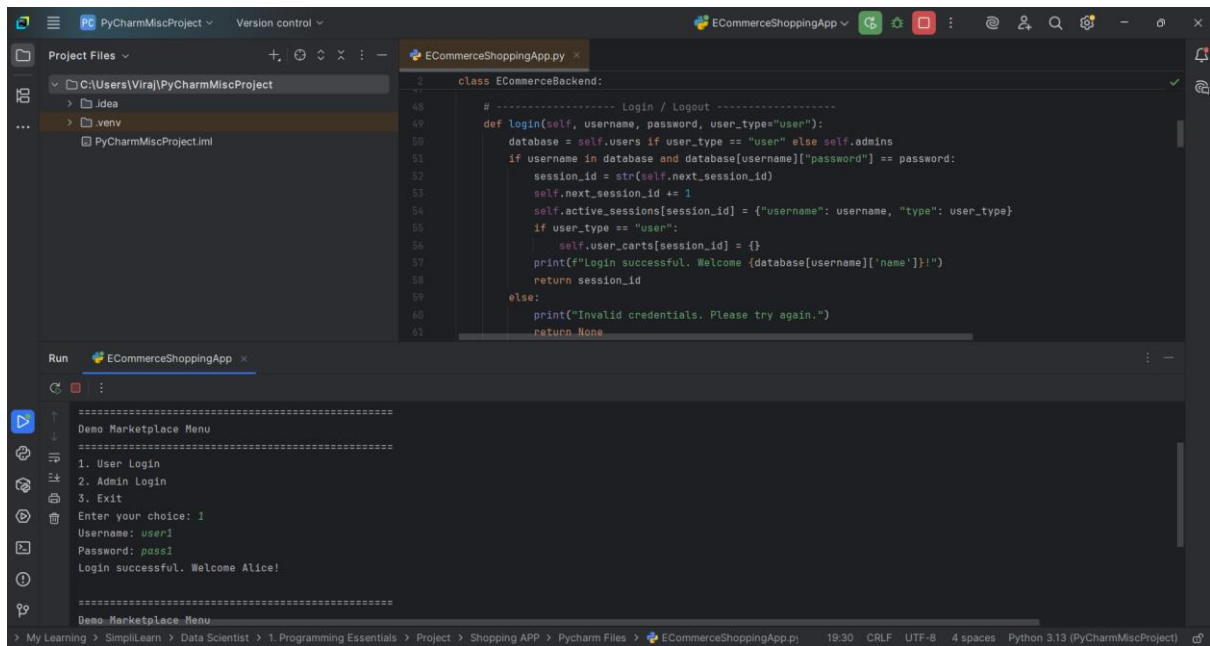 PC PyCharmMiscProject Version control ECommerceShoppingApp
Project Files
C:\Users\Viraj\PyCharmMiscProject
.idea
.venv
PyCharmMiscProject.iml
ECommerceShoppingApp.py
2 class ECommerceBackend:
48 # ------------------- Login / Logout -------------------
49 def login(self, username, password, user_type="user"):
50 database = self.users if user_type == "user" else self.admins
51 if username in database and database[username]["password"] == password:
52 session_id = str(self.next_session_id)
53 self.next_session_id += 1
54 self.active_sessions[session_id] = {"username": username, "type": user_type}
55 if user_type == "user":
56 self.user_carts[session_id] = {}
57 print(f"Login successful. Welcome {database[username]['name']}!")
58 return session_id
59 else:
60 print("Invalid credentials. Please try again.")
61 return None
Run ECommerceShoppingApp
==================================================
Demo Marketplace Menu
==================================================
1. User Login
2. Admin Login
3. Exit
Enter your choice: 1
Username: user1
Password: pass1
Login successful. Welcome Alice!
==================================================
Demo Marketplace Menu
> My Learning > SimpliLearn > Data Scientist > 1. Programming Essentials > Project > Shopping APP > Pycharm Files > ECommerceShoppingApp.py 19:30 CRLF UTF-8 4 spaces Python 3.13 (PyCharmMiscProject)